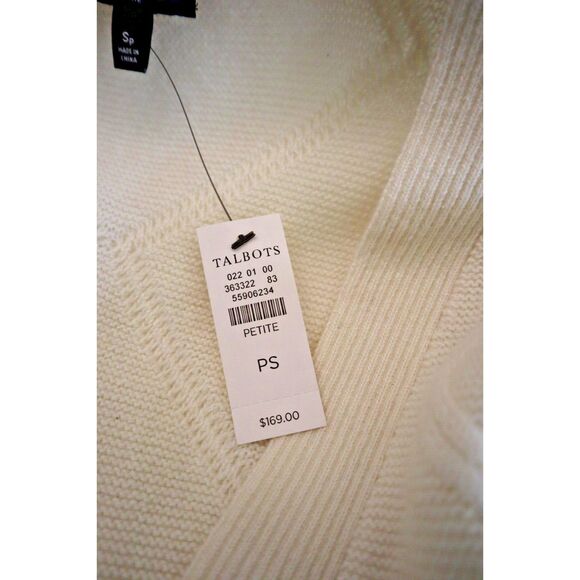 Sp
MADE IN
CHINA
TALBOTS
022 01 00
363322 83
55906234
PETITE
PS
$169.00